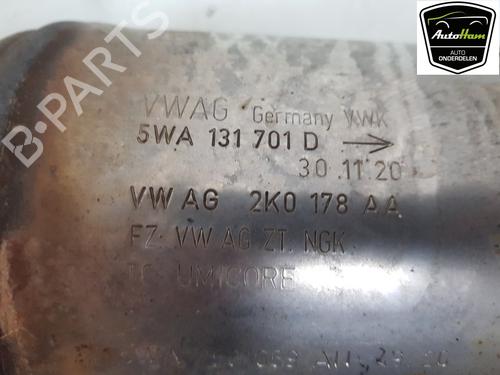 AutoHam
AUTO
ONDERDELEN
B-PARTS
VWAG Germany VWK
5WA 131 701 D →
30.11.20
VW AG 2K0 178 AA
FZ. VW AG ZT. NGK
TC UMICORE